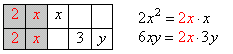 2 x x
2 x 3 y
2x² = 2x · x
6xy = 2x · 3y